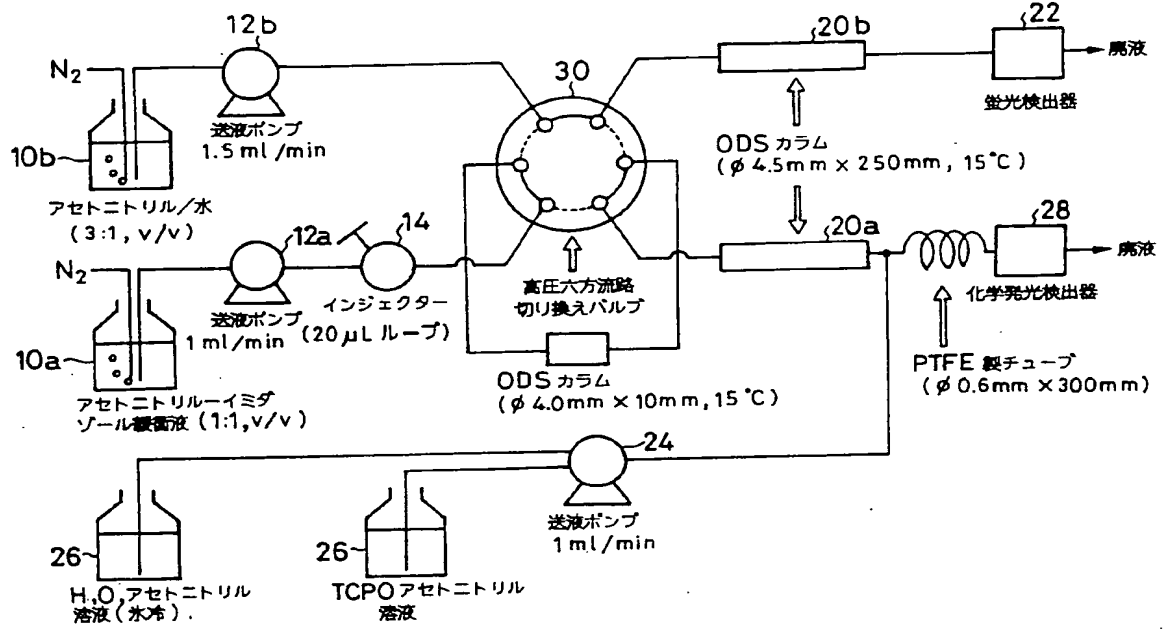 12b
N₂
送液ポンプ
1.5 ml/min
10b
アセトニトリル/水
(3:1, v/v)
30
20b
22
廃液
蛍光検出器
ODS カラム
(φ 4.5mm × 250mm, 15℃)
N₂
12a
14
送液ポンプ
1 ml/min
インジェクター
(20μL ループ)
10a
アセトニトリル-イミダ
ゾール緩衝液 (1:1, v/v)
高圧六方流路
切り換えバルブ
ODS カラム
(φ 4.0mm × 10mm, 15℃)
20a
28
廃液
化学発光検出器
PTFE 製チューブ
(φ 0.6mm × 300mm)
24
送液ポンプ
1 ml/min
26
H₂O₂アセトニトリル
溶液(氷冷).
26
TCPO アセトニトリル
溶液